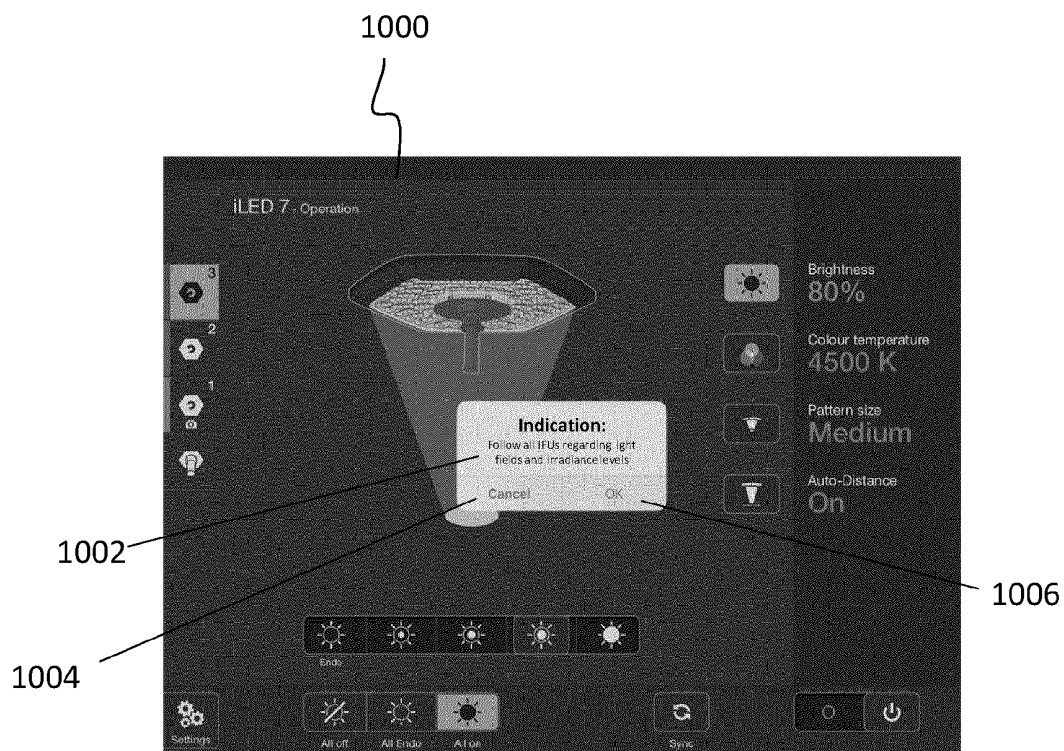 1000
iLED 7 - Operation
3
2
1
Brightness
80%
Colour temperature
4500 K
Pattern size
Medium
Auto-Distance
On
Indication:
Follow all IFUs regarding light
fields and irradiance levels
Cancel
OK
1002
1004
1006
Endo
Settings
All off
All Endo
All on
Sync